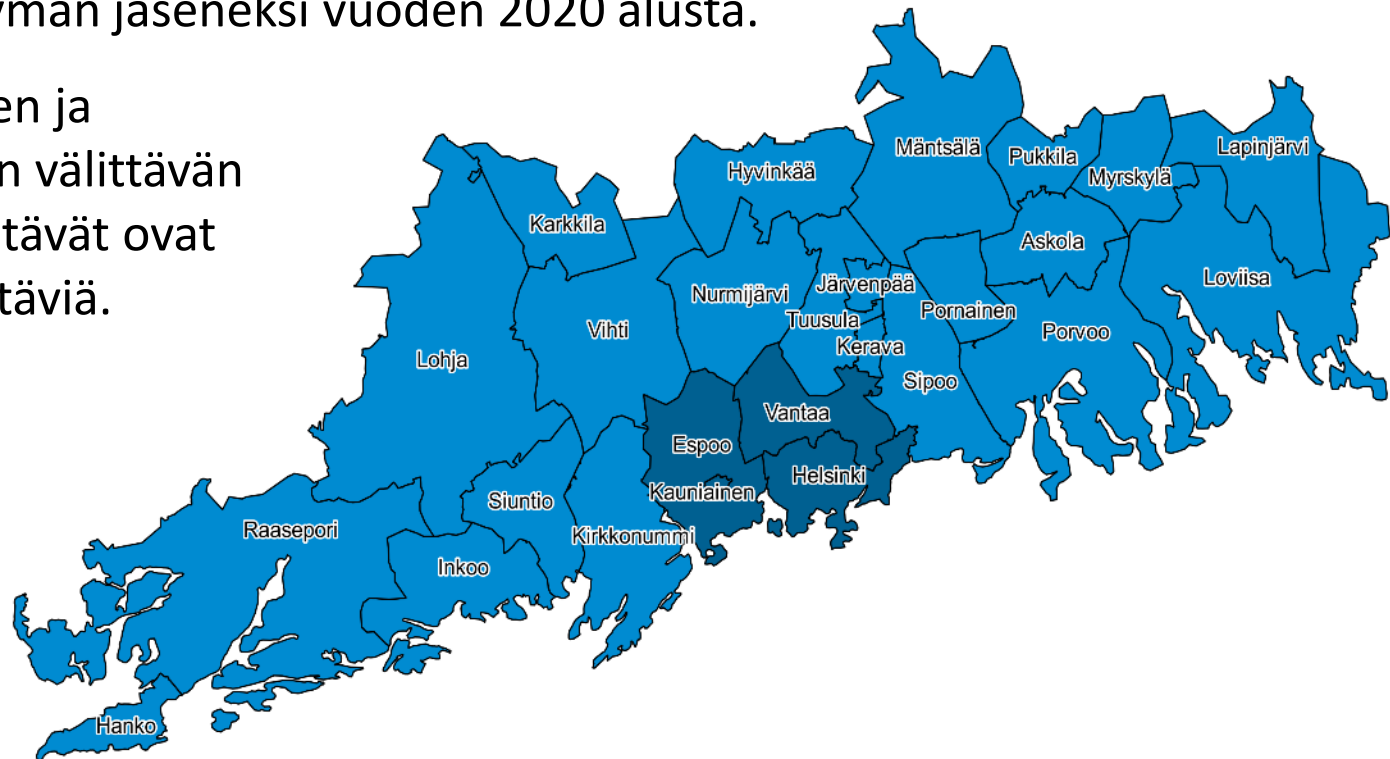 yman jäseneksi vuoden 2020 alusta.
en ja
n välittävän
tävät ovat
täviä.
Mäntsälä
Pukkila
Lapinjärvi
Myrskylä
Hyvinkää
Karkkila
Askola
Loviisa
Järvenpää
Nurmijärvi
Pornainen
Tuusula
Vihti
Porvoo
Kerava
Lohja
Sipoo
Vantaa
Espoo
Helsinki
Kauniainen
Siuntio
Raasepori
Kirkkonummi
Inkoo
Hanko